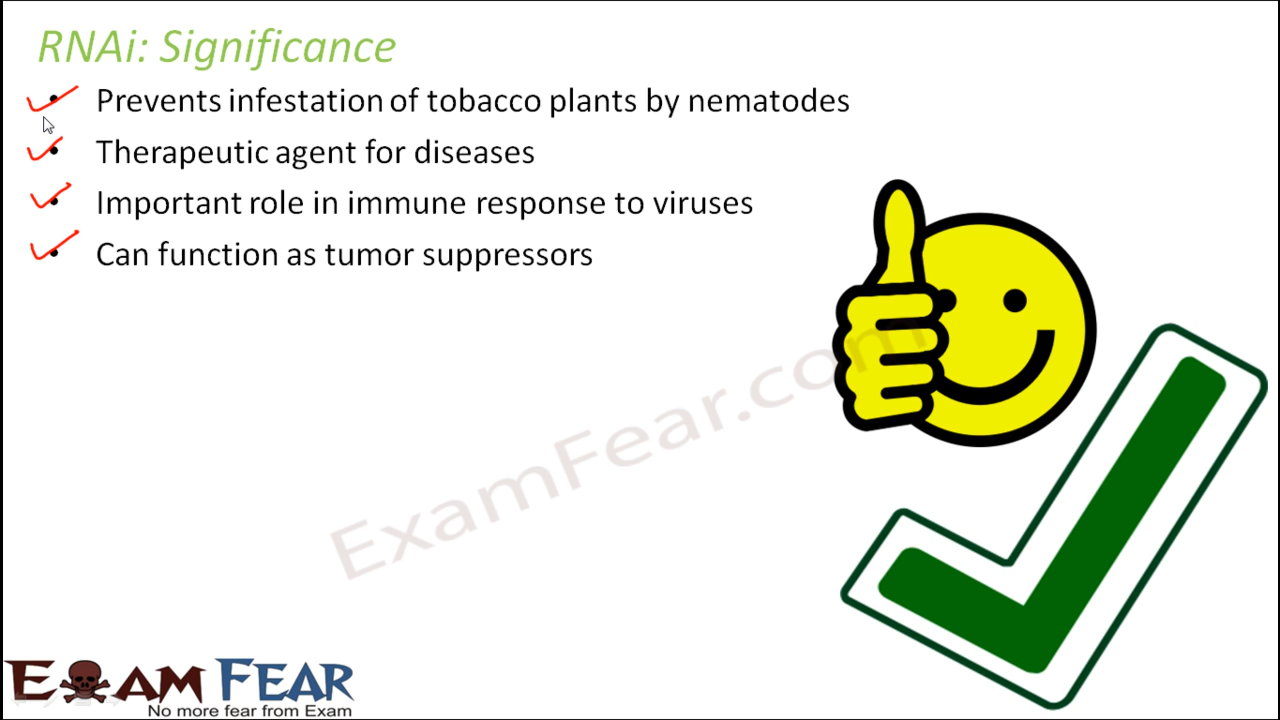 RNAi: Significance
• Prevents infestation of tobacco plants by nematodes
• Therapeutic agent for diseases
• Important role in immune response to viruses
• Can function as tumor suppressors
ExamFear.com
EXAM FEAR
No more fear from Exam